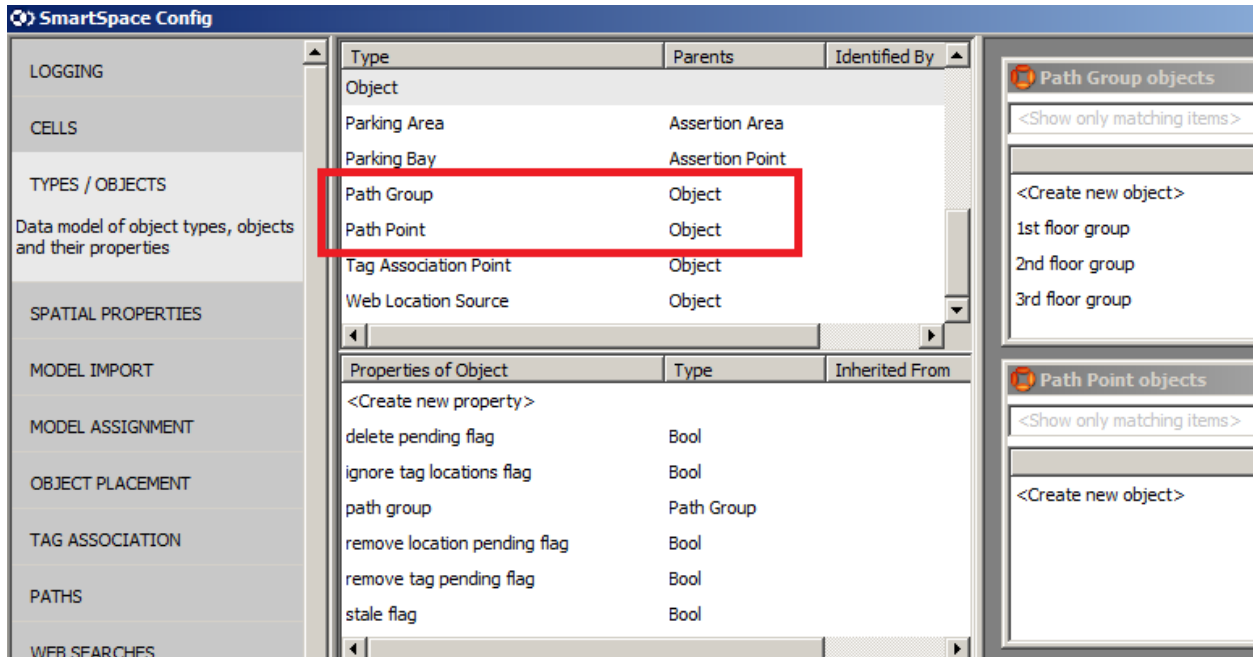 SmartSpace Config
LOGGING
CELLS
TYPES / OBJECTS
Data model of object types, objects
and their properties
SPATIAL PROPERTIES
MODEL IMPORT
MODEL ASSIGNMENT
OBJECT PLACEMENT
TAG ASSOCIATION
PATHS
WEB SEARCHES
Type Parents Identified By
Object
Parking Area Assertion Area
Parking Bay Assertion Point
Path Group Object
Path Point Object
Tag Association Point Object
Web Location Source Object
Properties of Object Type Inherited From
<Create new property>
delete pending flag Bool
ignore tag locations flag Bool
path group Path Group
remove location pending flag Bool
remove tag pending flag Bool
stale flag Bool
Path Group objects
<Show only matching items>
<Create new object>
1st floor group
2nd floor group
3rd floor group
Path Point objects
<Show only matching items>
<Create new object>